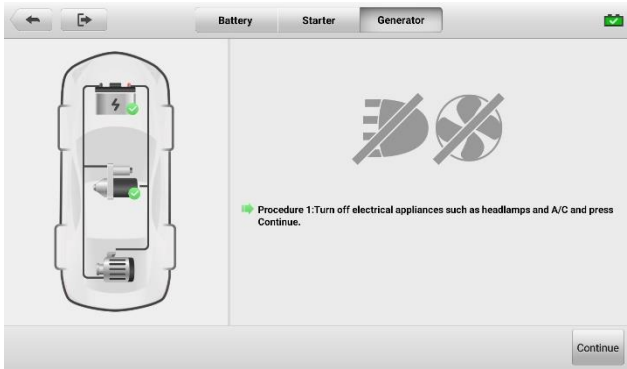 Battery Starter Generator
Procedure 1:Turn off electrical appliances such as headlamps and A/C and press
Continue.
Continue